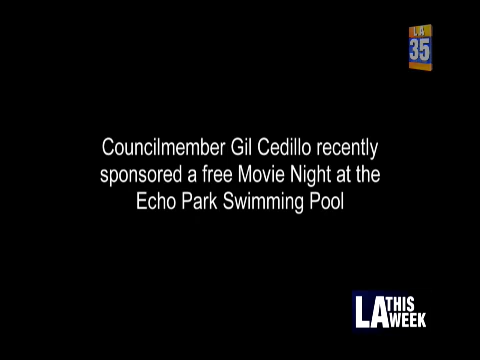 LA
35
Councilmember Gil Cedillo recently
sponsored a free Movie Night at the
Echo Park Swimming Pool
LA THIS
WEEK